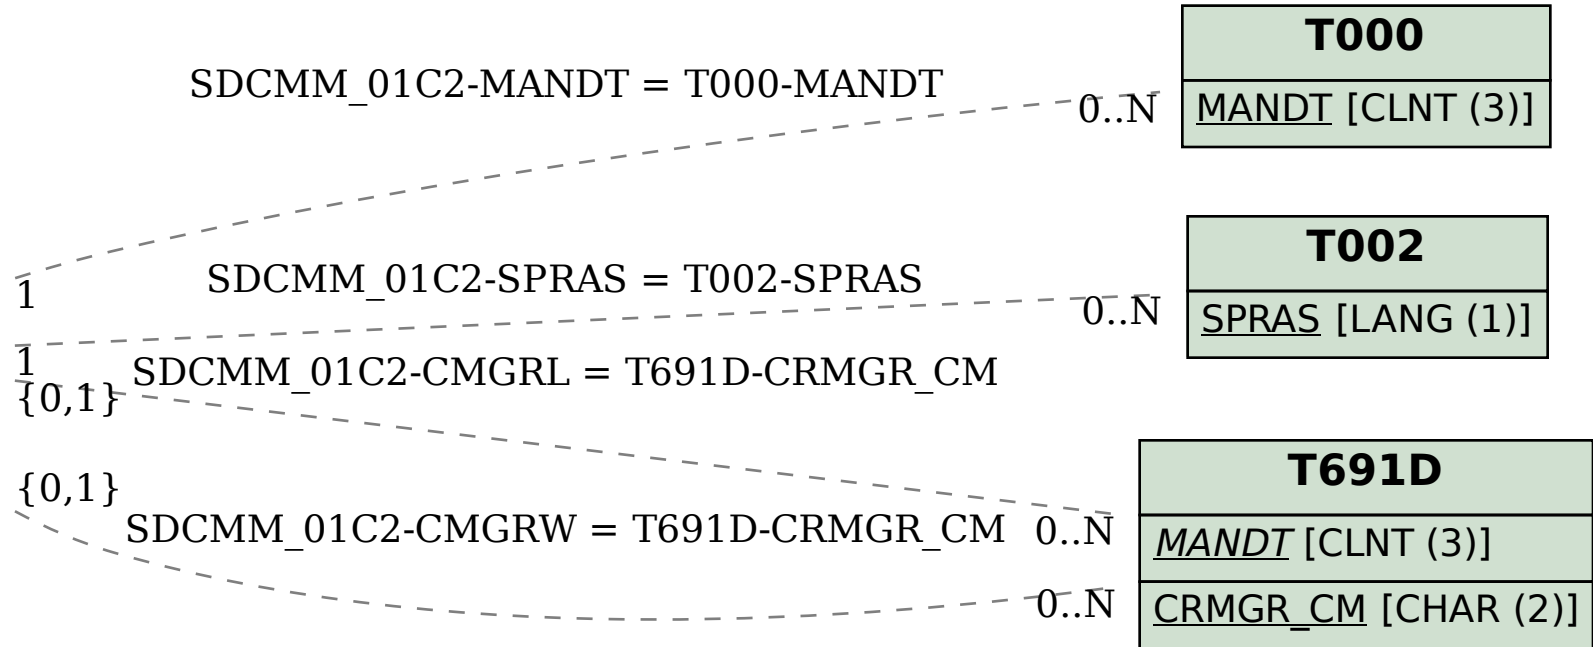 T000
SDCMM_01C2-MANDT = T000-MANDT
0..N
MANDT [CLNT (3)]
1
T002
SDCMM_01C2-SPRAS = T002-SPRAS
0..N
SPRAS [LANG (1)]
1
SDCMM_01C2-CMGRL = T691D-CRMGR_CM
{0,1}
T691D
{0,1}
SDCMM_01C2-CMGRW = T691D-CRMGR_CM
0..N
MANDT [CLNT (3)]
0..N
CRMGR_CM [CHAR (2)]